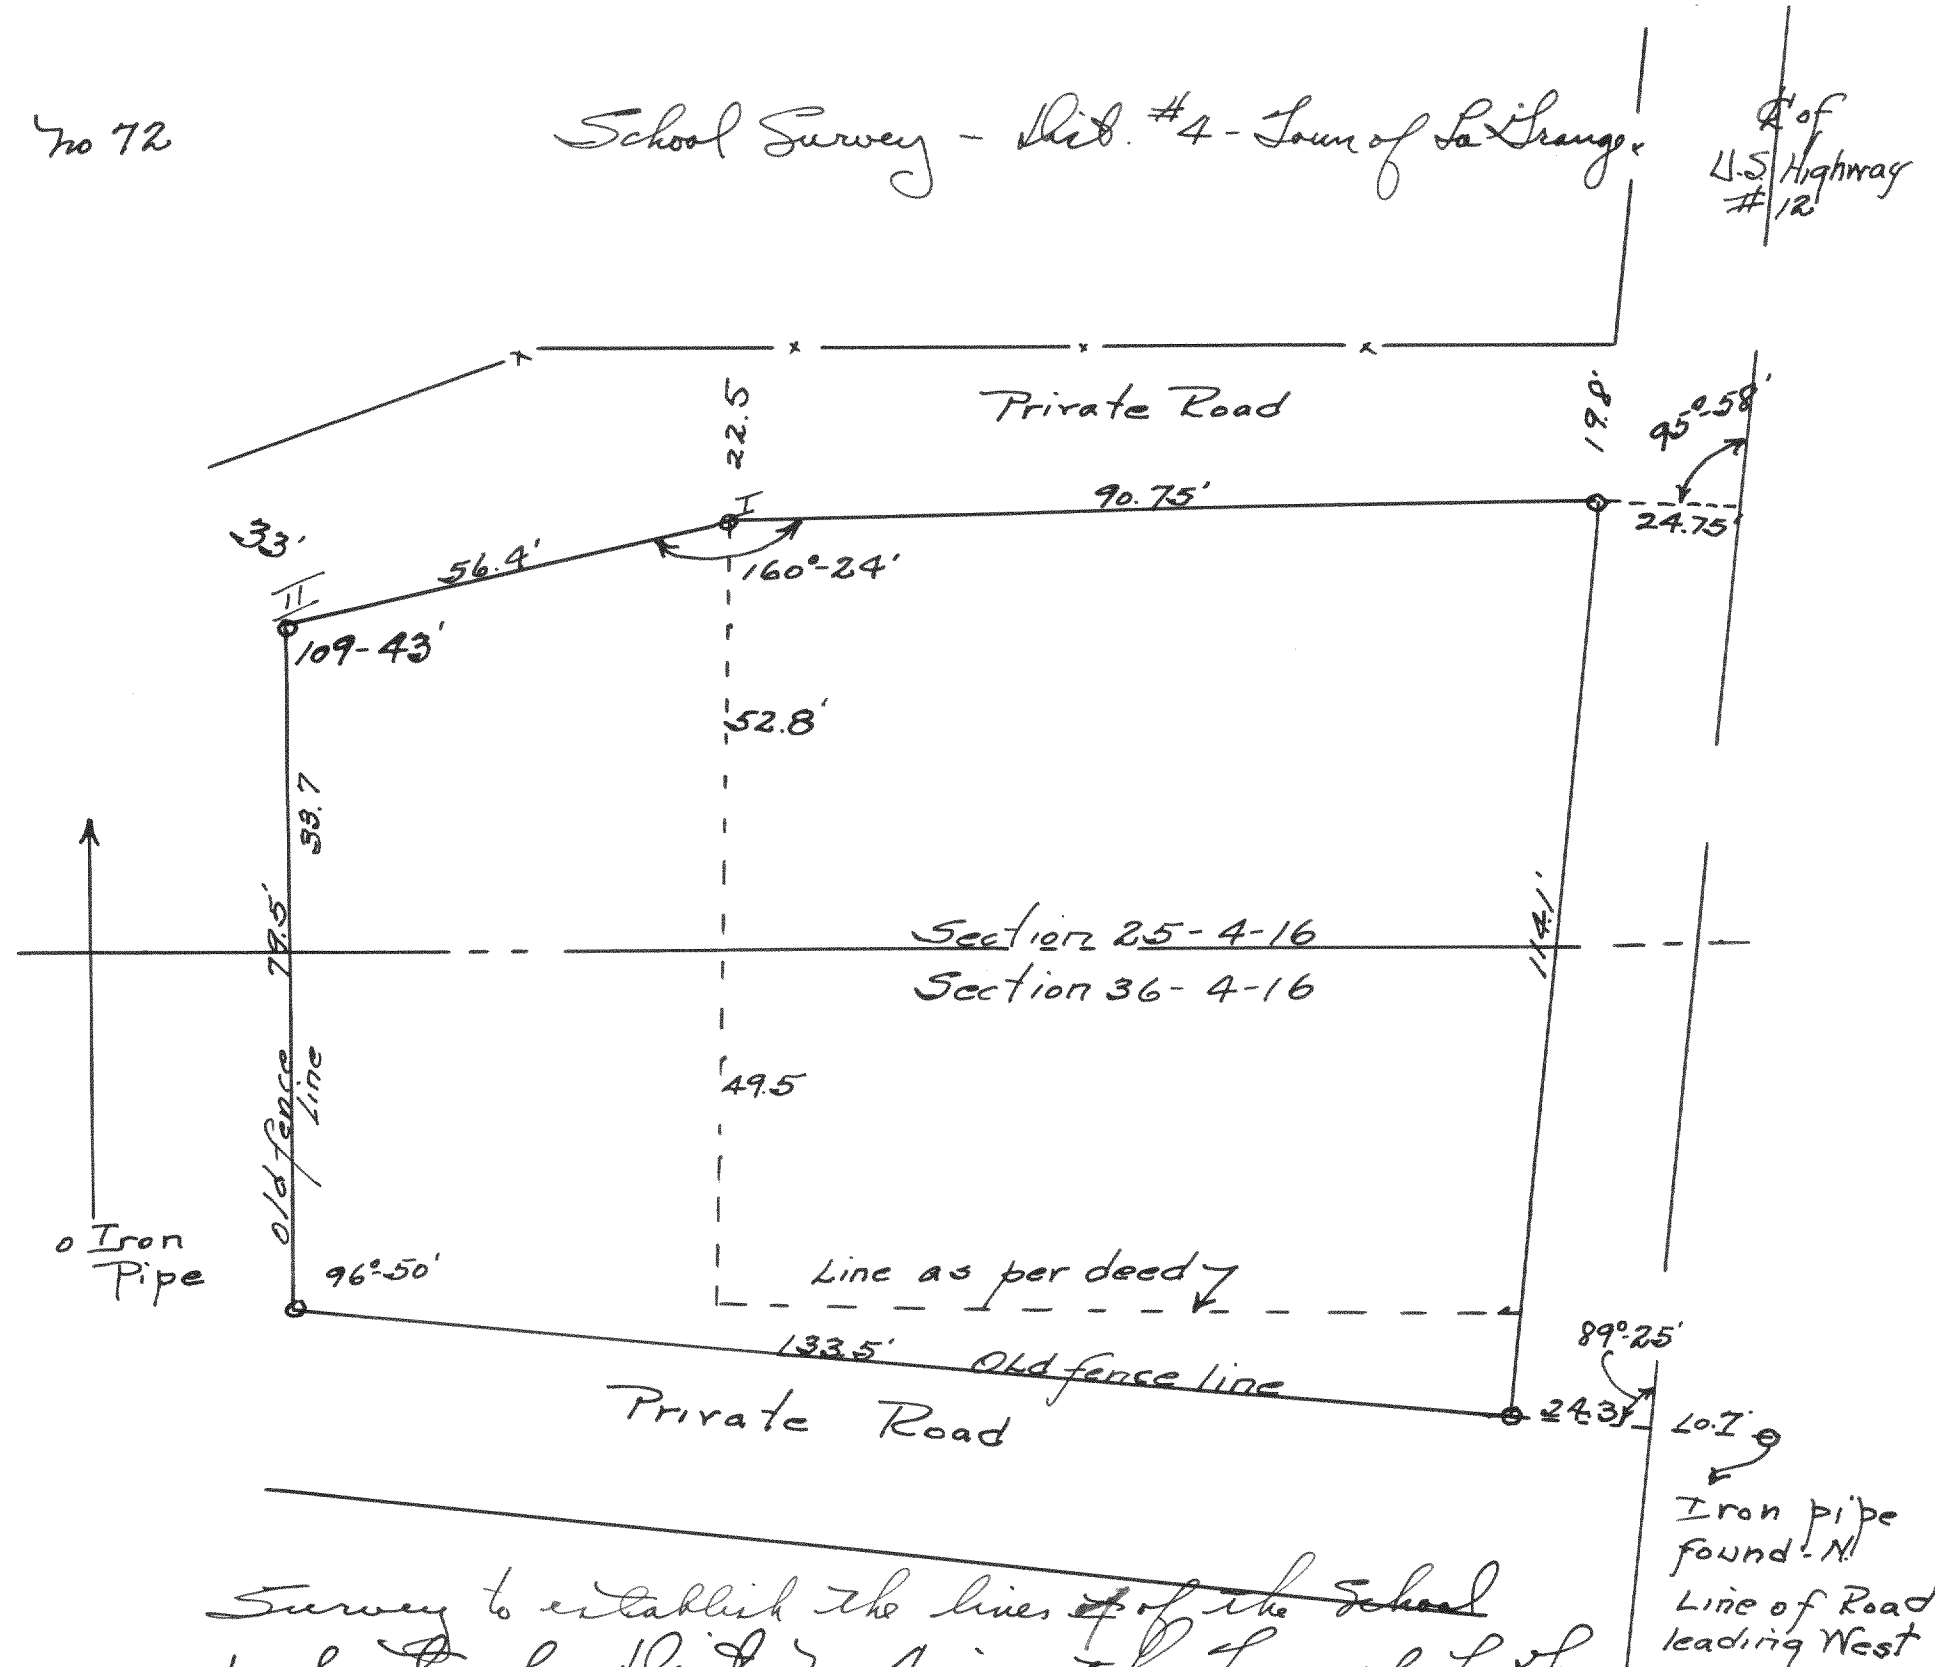 No 72
School Survey - Dist. #4 - Town of La Grange.
℄ of
U.S. Highway
# 12
Private Road
22.5
19.8'
95°-58'
24.75'
90.75'
I
160°-24'
56.4'
33'
II
109-43'
52.8'
33.7
79.5'
114.1'
Section 25-4-16
Section 36-4-16
49.5
Old fence
Line
o Iron
Pipe
96°-50'
Line as per deed
133.5'
Old fence line
Private Road
89°-25'
24.3
Iron pipe
found - N.
Line of Road
leading West
Survey to establish the lines of the School